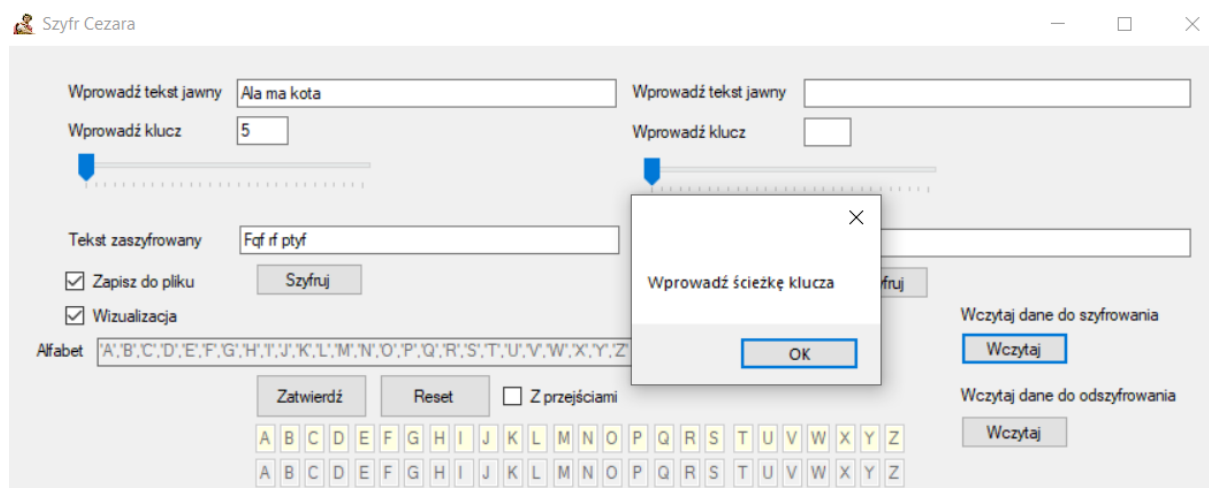 Szyfr Cezara
Wprowadź tekst jawny Ala ma kota Wprowadź tekst jawny
Wprowadź klucz 5 Wprowadź klucz
Tekst zaszyfrowany Fqf rf ptyf
Zapisz do pliku Szyfruj Wprowadź ścieżkę klucza fruj
Wizualizacja Wczytaj dane do szyfrowania
Alfabet 'A','B','C','D','E','F','G','H','I','J','K','L','M','N','O','P','Q','R','S','T','U','V','W','X','Y','Z' OK Wczytaj
Zatwierdź Reset Z przejściami Wczytaj dane do odszyfrowania
Wczytaj
A B C D E F G H I J K L M N O P Q R S T U V W X Y Z
A B C D E F G H I J K L M N O P Q R S T U V W X Y Z